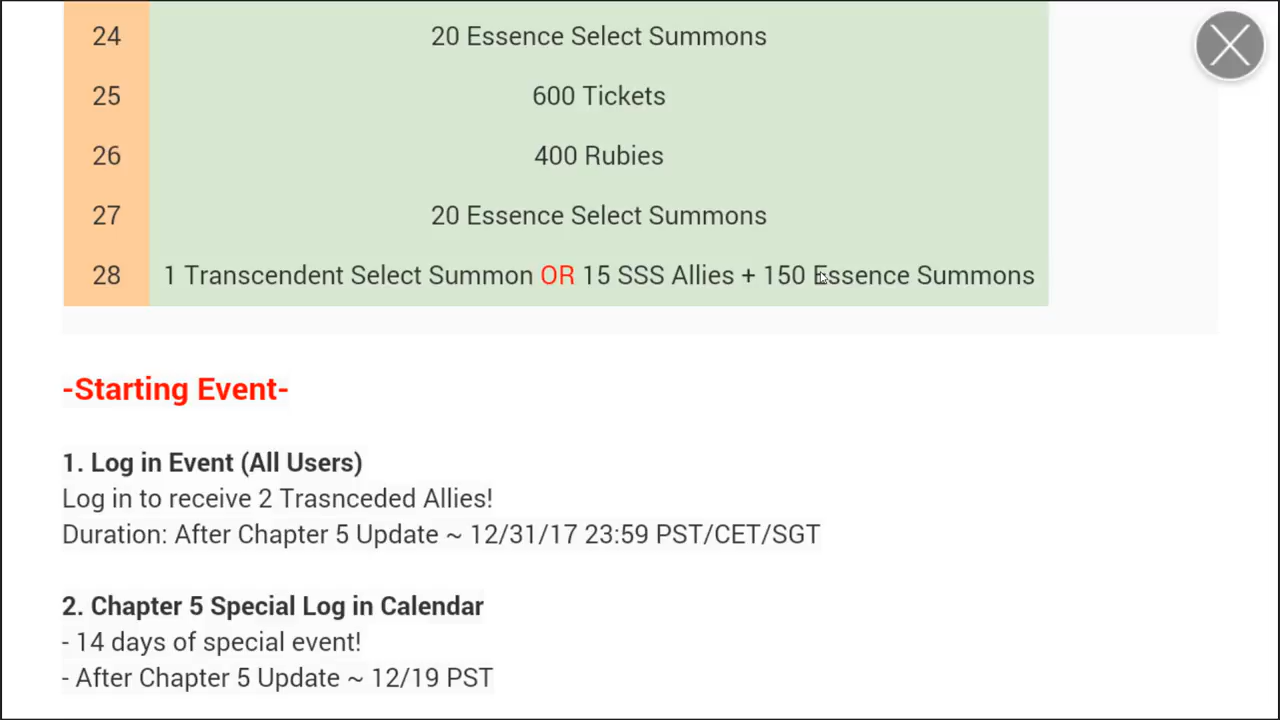 24 20 Essence Select Summons
25 600 Tickets
26 400 Rubies
27 20 Essence Select Summons
28 1 Transcendent Select Summon OR 15 SSS Allies + 150 Essence Summons
-Starting Event-
1. Log in Event (All Users)
Log in to receive 2 Trasnceded Allies!
Duration: After Chapter 5 Update ~ 12/31/17 23:59 PST/CET/SGT
2. Chapter 5 Special Log in Calendar
- 14 days of special event!
- After Chapter 5 Update ~ 12/19 PST